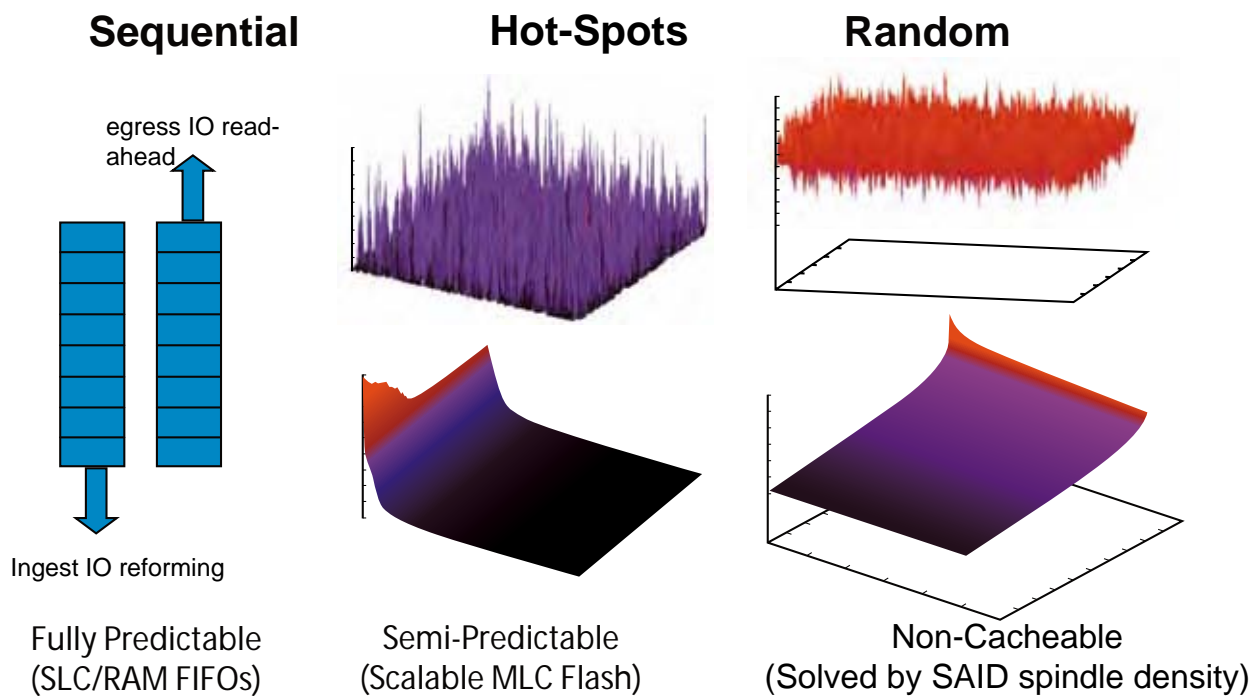 Sequential
Hot-Spots
Random
egress IO read-
ahead
Ingest IO reforming
Fully Predictable
(SLC/RAM FIFOs)
Semi-Predictable
(Scalable MLC Flash)
Non-Cacheable
(Solved by SAID spindle density)